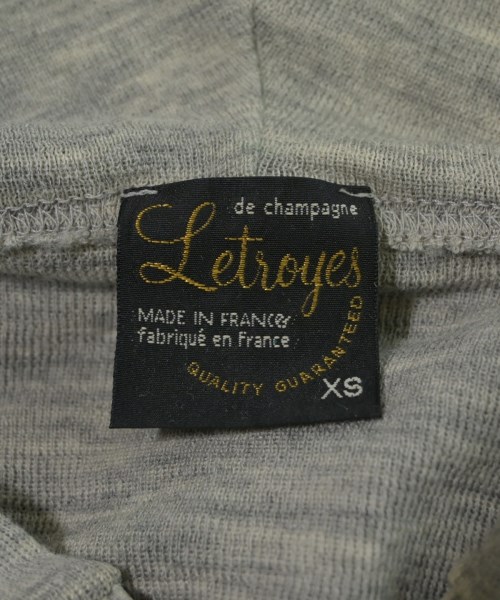 de champagne
Letroyes
MADE IN FRANCE
fabriqué en France
QUALITY GUARANTEED
XS